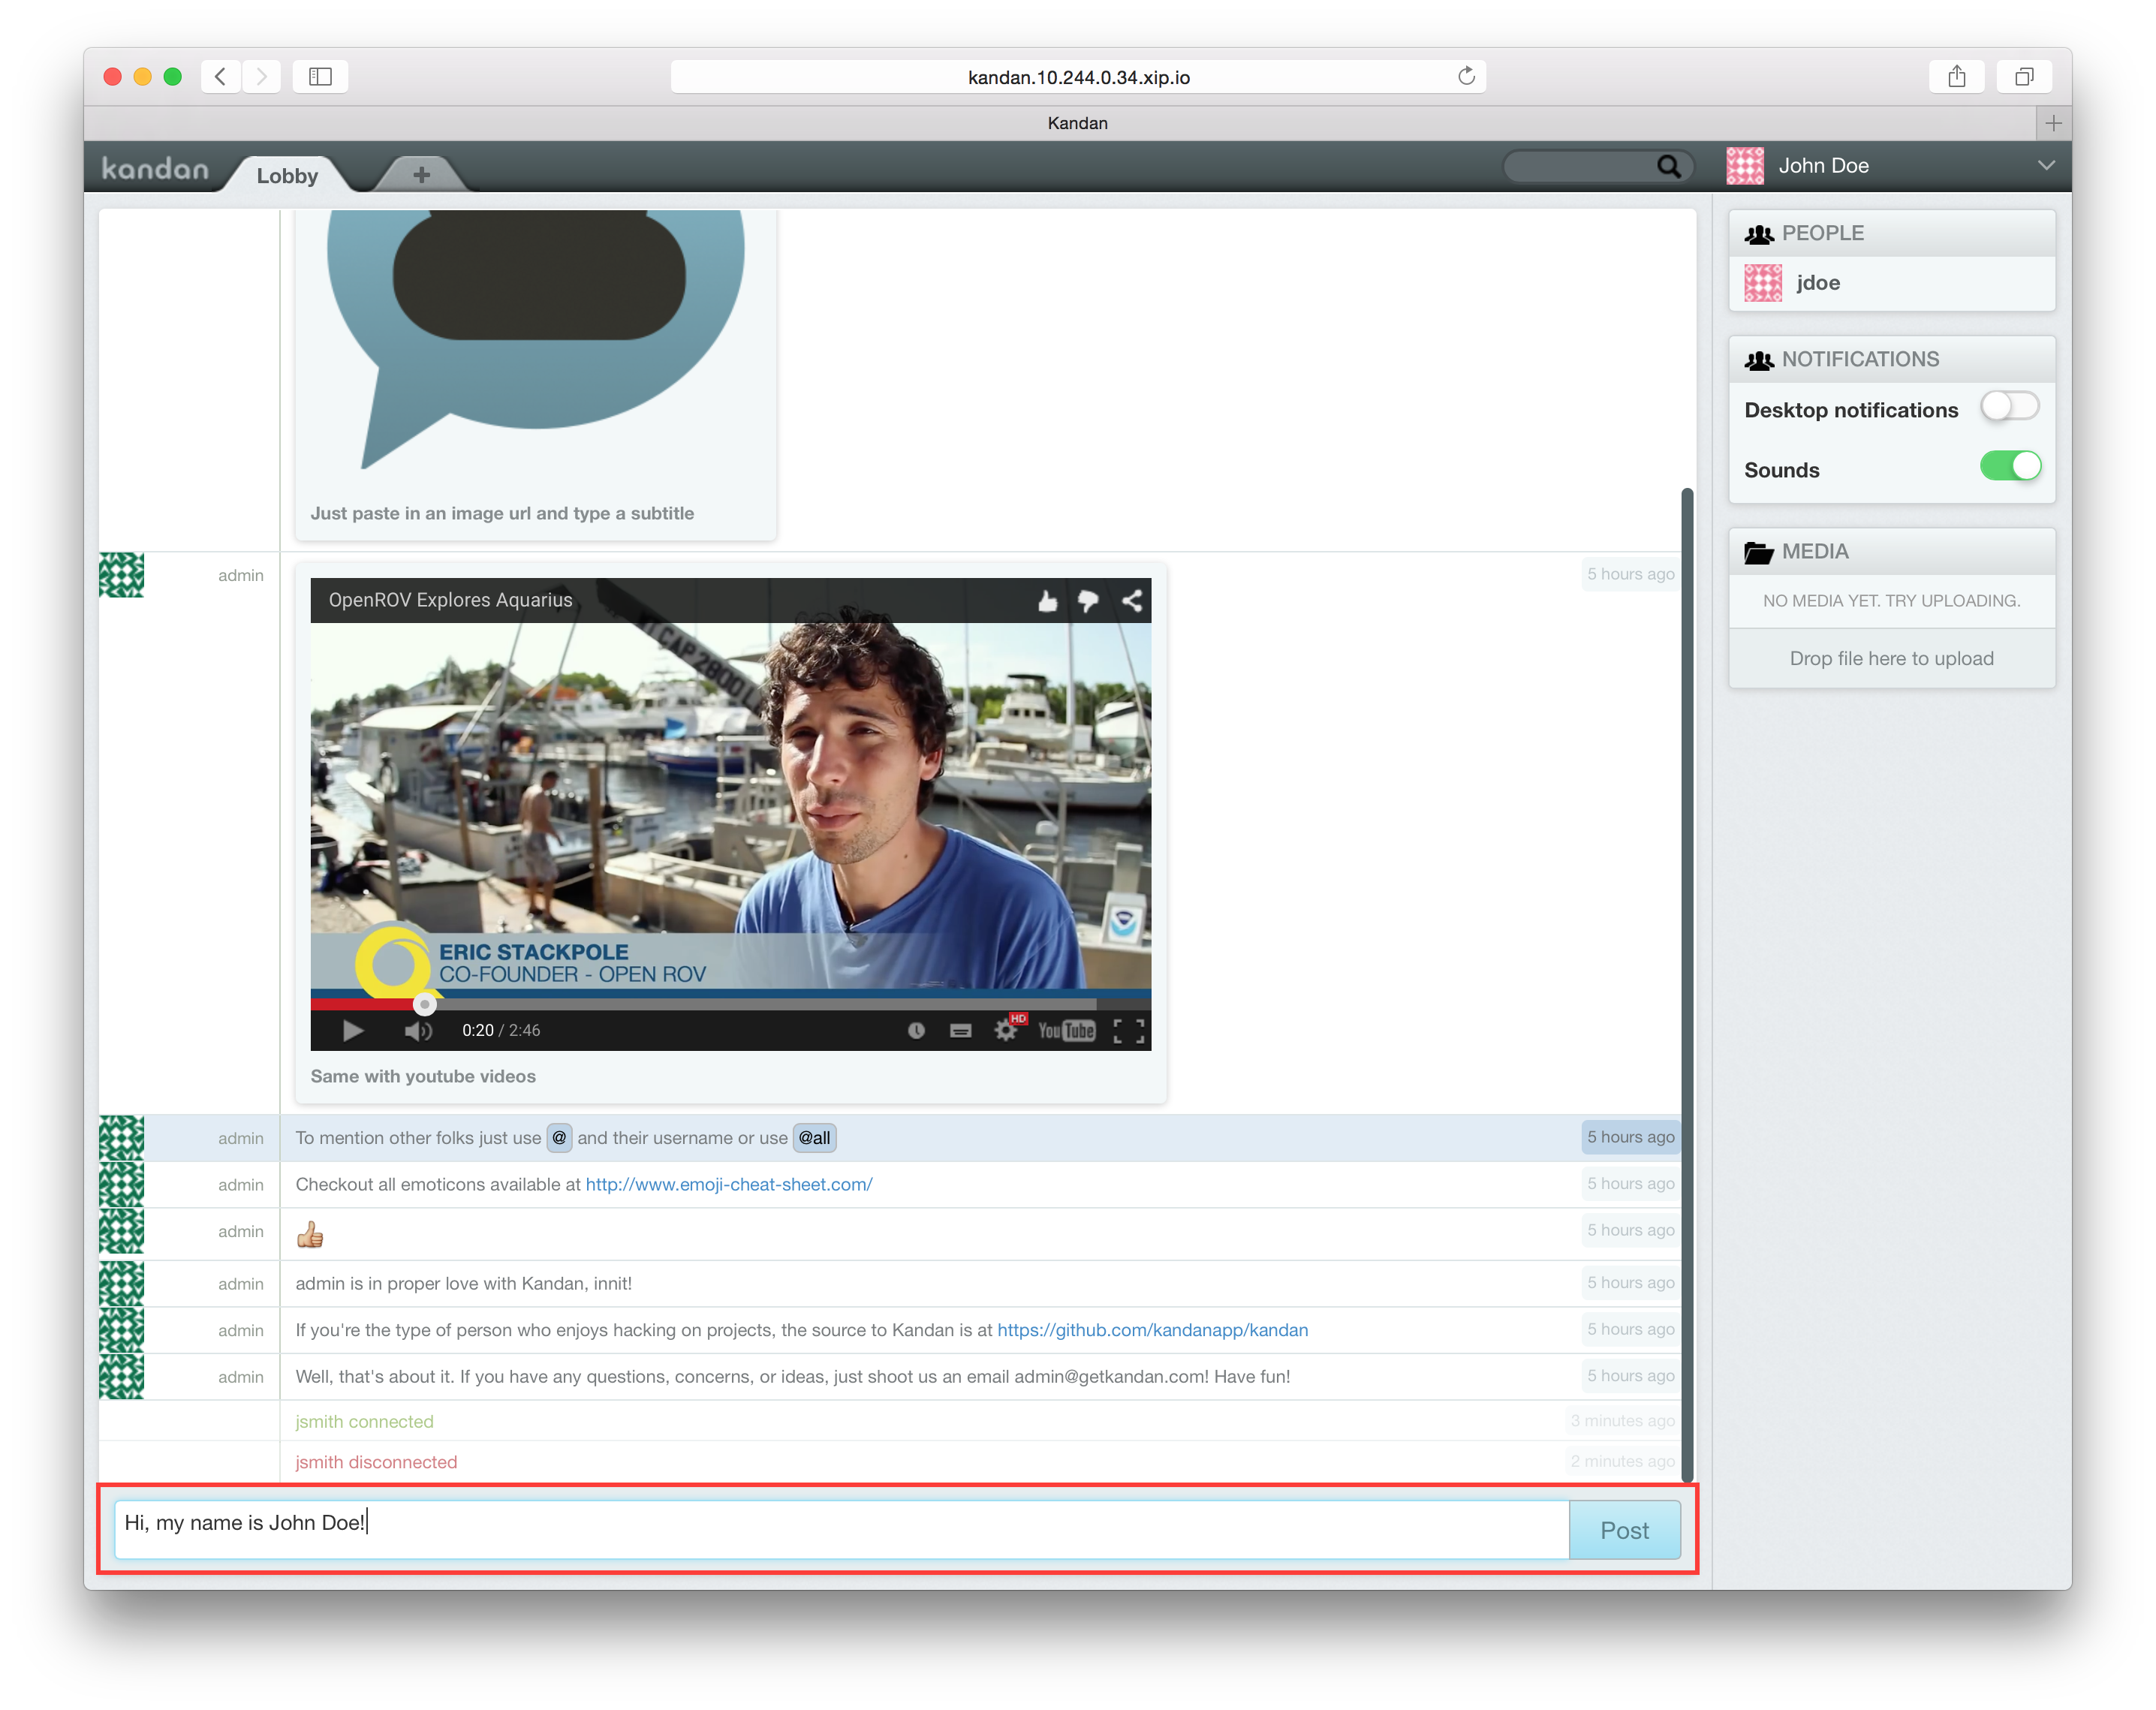 kandan.10.244.0.34.xip.io
Kandan
kandan
Lobby
John Doe
PEOPLE
jdoe
NOTIFICATIONS
Desktop notifications
Sounds
MEDIA
NO MEDIA YET. TRY UPLOADING.
Drop file here to upload
Just paste in an image url and type a subtitle
admin
5 hours ago
OpenROV Explores Aquarius
CAP 2800
ERIC STACKPOLE
CO-FOUNDER - OPEN ROV
0:20 / 2:46
HD
YouTube
Same with youtube videos
admin To mention other folks just use @ and their username or use @all 5 hours ago
admin Checkout all emoticons available at http://www.emoji-cheat-sheet.com/ 5 hours ago
admin 5 hours ago
admin admin is in proper love with Kandan, innit! 5 hours ago
admin If you're the type of person who enjoys hacking on projects, the source to Kandan is at https://github.com/kandanapp/kandan 5 hours ago
admin Well, that's about it. If you have any questions, concerns, or ideas, just shoot us an email admin@getkandan.com! Have fun! 5 hours ago
jsmith connected 3 minutes ago
jsmith disconnected 2 minutes ago
Hi, my name is John Doe!
Post